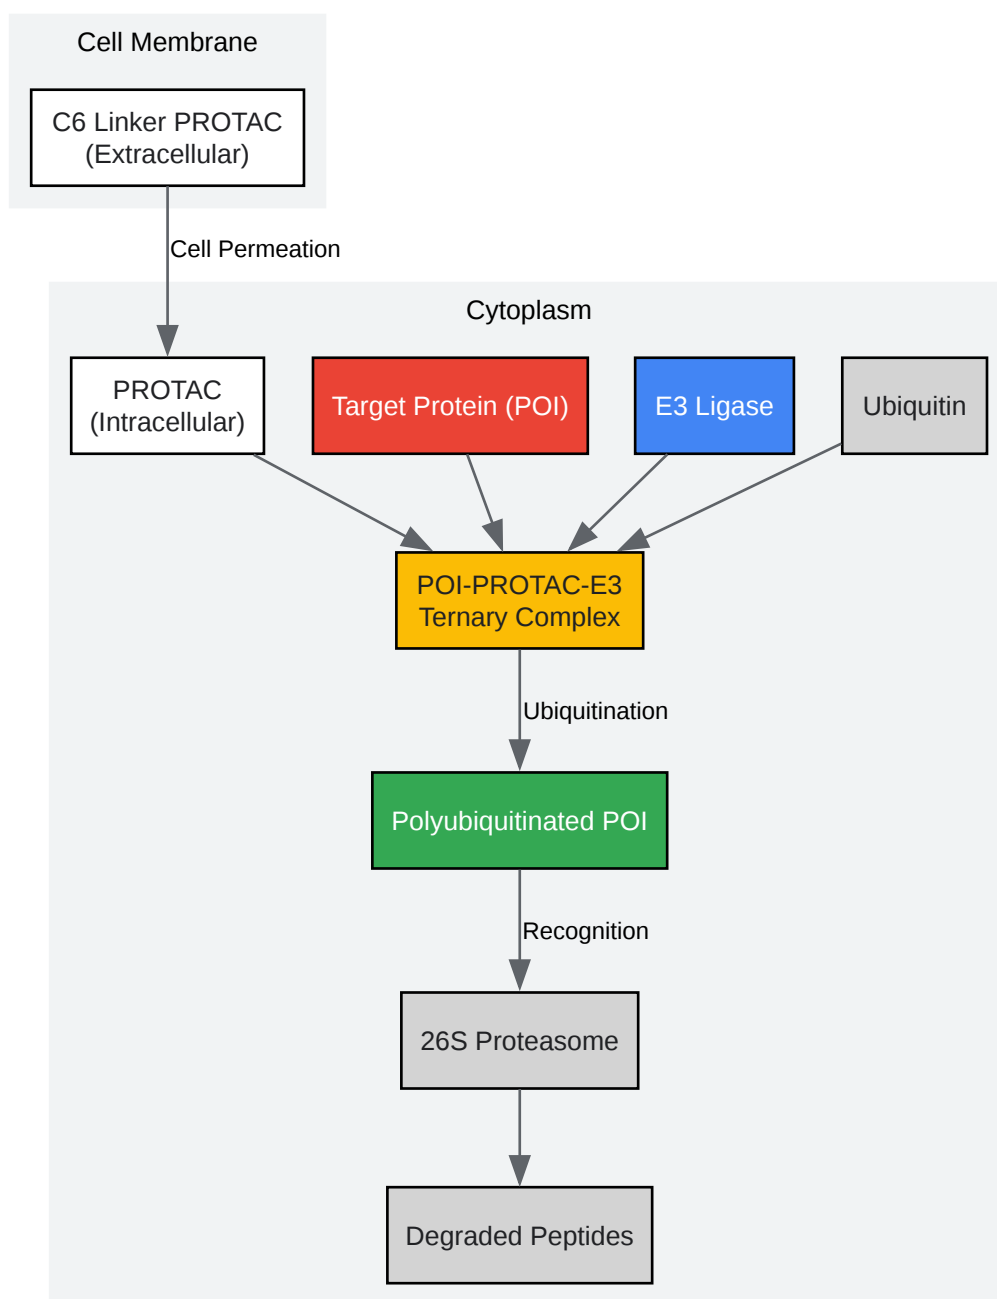 Cell Membrane
C6 Linker PROTAC
(Extracellular)
Cell Permeation
Cytoplasm
PROTAC
(Intracellular)
Target Protein (POI)
E3 Ligase
Ubiquitin
POI-PROTAC-E3
Ternary Complex
Ubiquitination
Polyubiquitinated POI
Recognition
26S Proteasome
Degraded Peptides